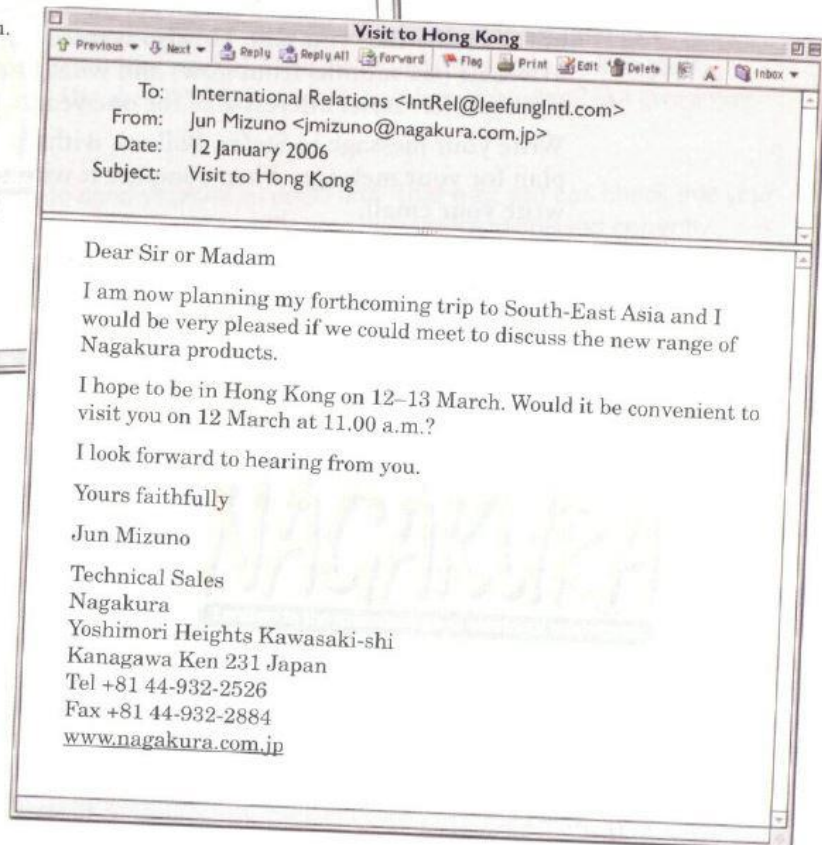 1.
Visit to Hong Kong
Previous Next Reply Reply All Forward Flag Print Edit Delete Inbox
To: International Relations <IntRel@leefungIntl.com>
From: Jun Mizuno <jmizuno@nagakura.com.jp>
Date: 12 January 2006
Subject: Visit to Hong Kong
Dear Sir or Madam
I am now planning my forthcoming trip to South-East Asia and I
would be very pleased if we could meet to discuss the new range of
Nagakura products.
I hope to be in Hong Kong on 12–13 March. Would it be convenient to
visit you on 12 March at 11.00 a.m.?
I look forward to hearing from you.
Yours faithfully
Jun Mizuno
Technical Sales
Nagakura
Yoshimori Heights Kawasaki-shi
Kanagawa Ken 231 Japan
Tel +81 44-932-2526
Fax +81 44-932-2884
www.nagakura.com.jp